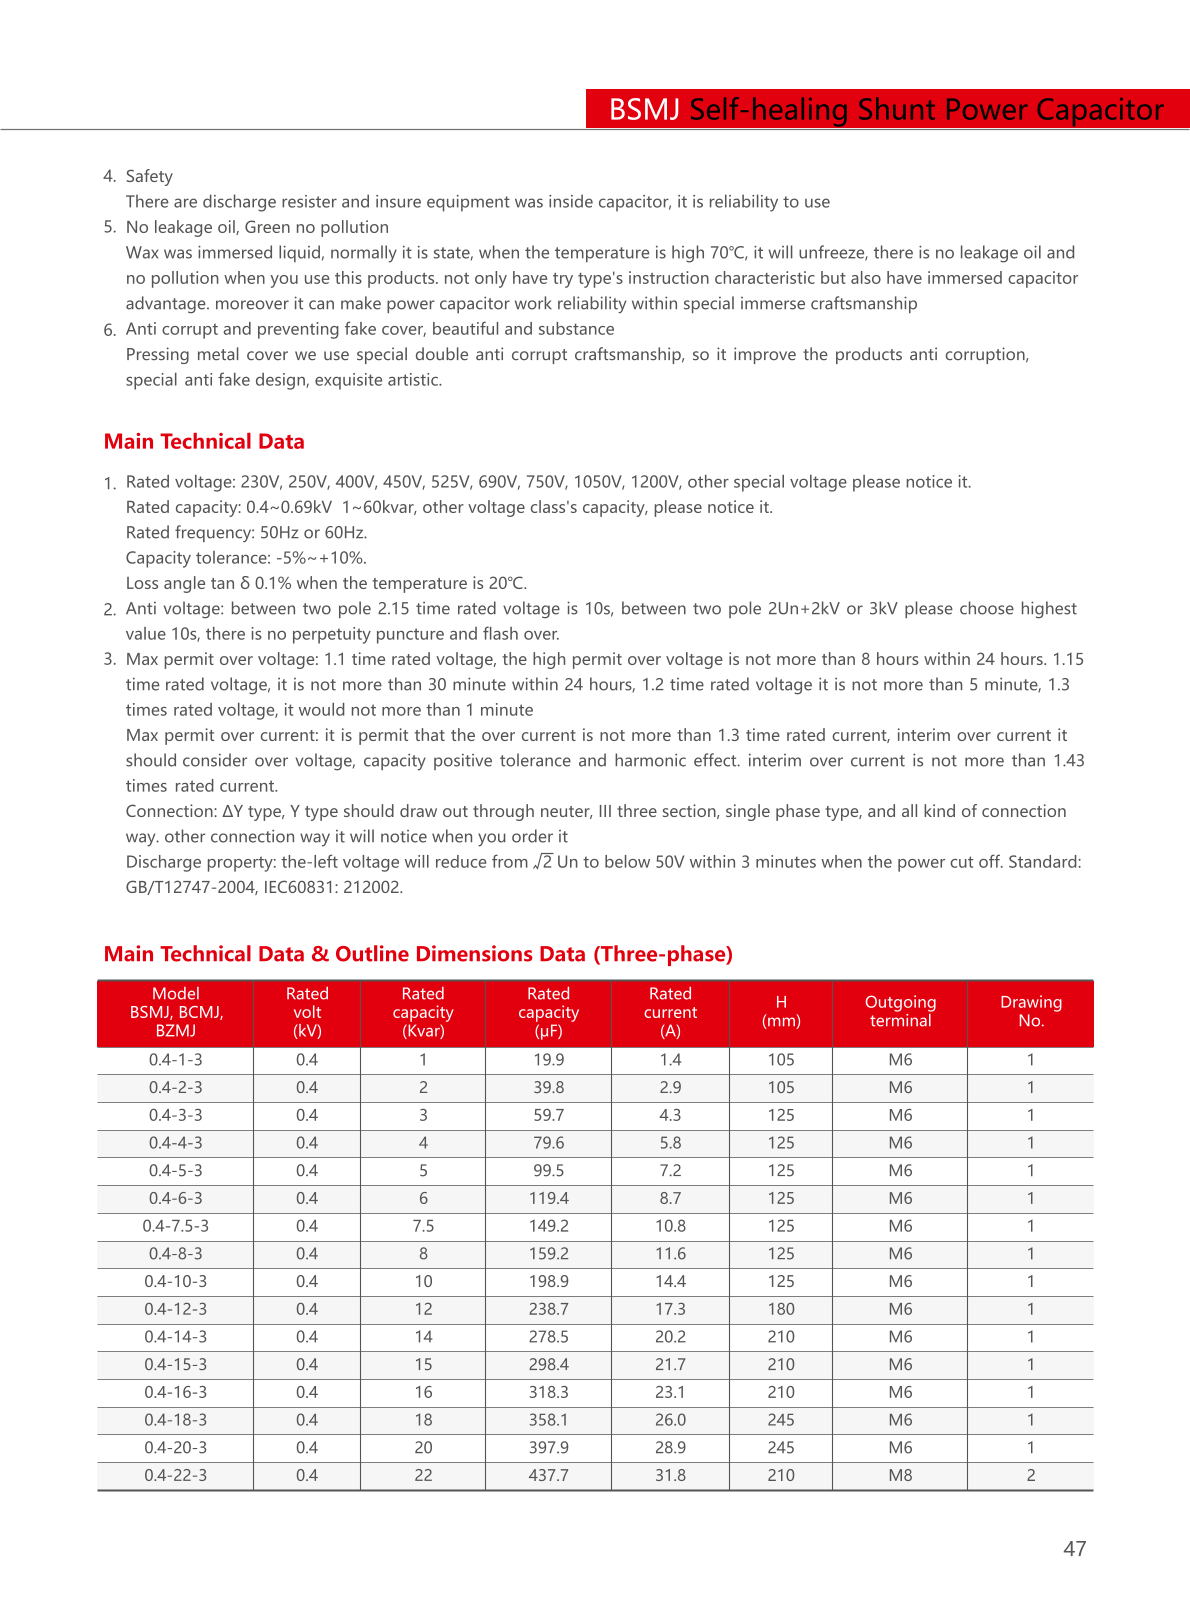 BSMJ Self-healing Shunt Power Capacitor
4. Safety
There are discharge resister and insure equipment was inside capacitor, it is reliability to use
5. No leakage oil, Green no pollution
Wax was immersed liquid, normally it is state, when the temperature is high 70℃, it will unfreeze, there is no leakage oil and
no pollution when you use this products. not only have try type's instruction characteristic but also have immersed capacitor
advantage. moreover it can make power capacitor work reliability within special immerse craftsmanship
6. Anti corrupt and preventing fake cover, beautiful and substance
Pressing metal cover we use special double anti corrupt craftsmanship, so it improve the products anti corruption,
special anti fake design, exquisite artistic.
Main Technical Data
1. Rated voltage: 230V, 250V, 400V, 450V, 525V, 690V, 750V, 1050V, 1200V, other special voltage please notice it.
Rated capacity: 0.4~0.69kV 1~60kvar, other voltage class's capacity, please notice it.
Rated frequency: 50Hz or 60Hz.
Capacity tolerance: -5%~+10%.
Loss angle tan δ 0.1% when the temperature is 20℃.
2. Anti voltage: between two pole 2.15 time rated voltage is 10s, between two pole 2Un+2kV or 3kV please choose highest
value 10s, there is no perpetuity puncture and flash over.
3. Max permit over voltage: 1.1 time rated voltage, the high permit over voltage is not more than 8 hours within 24 hours. 1.15
time rated voltage, it is not more than 30 minute within 24 hours, 1.2 time rated voltage it is not more than 5 minute, 1.3
times rated voltage, it would not more than 1 minute
Max permit over current: it is permit that the over current is not more than 1.3 time rated current, interim over current it
should consider over voltage, capacity positive tolerance and harmonic effect. interim over current is not more than 1.43
times rated current.
Connection: ΔY type, Y type should draw out through neuter, III three section, single phase type, and all kind of connection
way. other connection way it will notice when you order it
Discharge property: the-left voltage will reduce from √2 Un to below 50V within 3 minutes when the power cut off. Standard:
GB/T12747-2004, IEC60831: 212002.
Main Technical Data & Outline Dimensions Data (Three-phase)
Model BSMJ, BCMJ, BZMJ | Rated volt (kV) | Rated capacity (Kvar) | Rated capacity (μF) | Rated current (A) | H (mm) | Outgoing terminal | Drawing No.
0.4-1-3 0.4 1 19.9 1.4 105 M6 1
0.4-2-3 0.4 2 39.8 2.9 105 M6 1
0.4-3-3 0.4 3 59.7 4.3 125 M6 1
0.4-4-3 0.4 4 79.6 5.8 125 M6 1
0.4-5-3 0.4 5 99.5 7.2 125 M6 1
0.4-6-3 0.4 6 119.4 8.7 125 M6 1
0.4-7.5-3 0.4 7.5 149.2 10.8 125 M6 1
0.4-8-3 0.4 8 159.2 11.6 125 M6 1
0.4-10-3 0.4 10 198.9 14.4 125 M6 1
0.4-12-3 0.4 12 238.7 17.3 180 M6 1
0.4-14-3 0.4 14 278.5 20.2 210 M6 1
0.4-15-3 0.4 15 298.4 21.7 210 M6 1
0.4-16-3 0.4 16 318.3 23.1 210 M6 1
0.4-18-3 0.4 18 358.1 26.0 245 M6 1
0.4-20-3 0.4 20 397.9 28.9 245 M6 1
0.4-22-3 0.4 22 437.7 31.8 210 M8 2
47